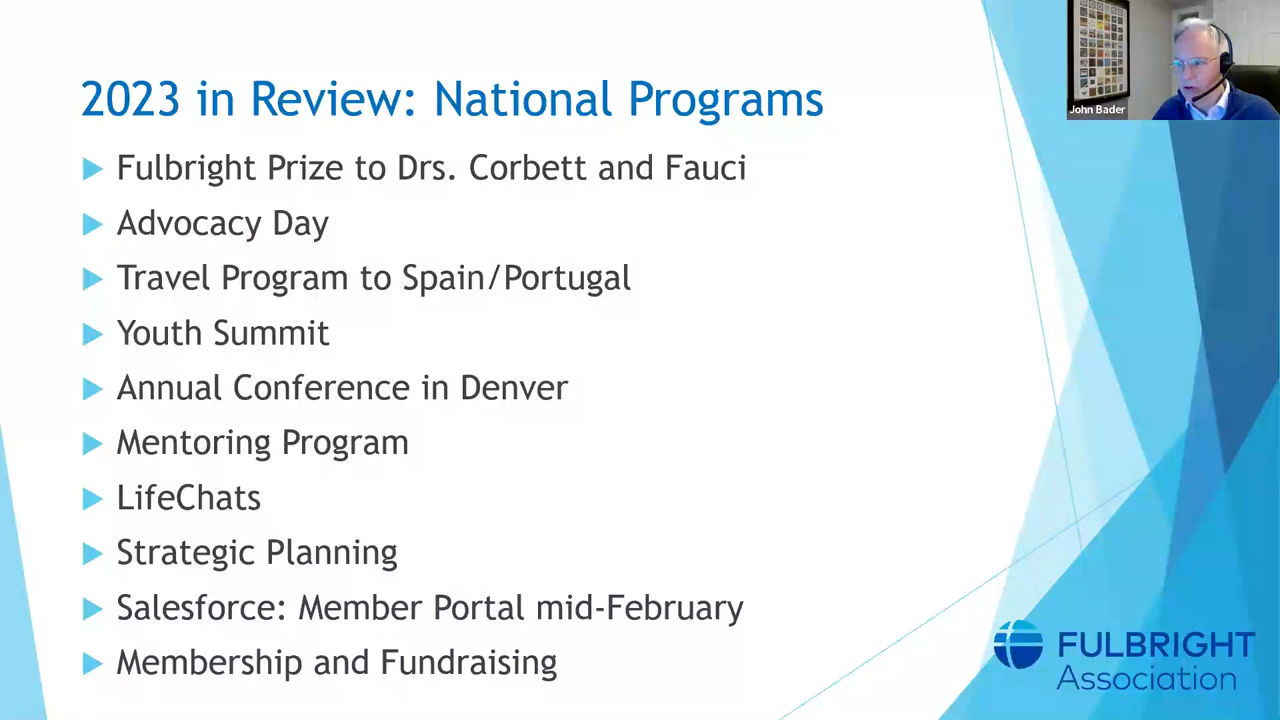 2023 in Review: National Programs
Fulbright Prize to Drs. Corbett and Fauci
Advocacy Day
Travel Program to Spain/Portugal
Youth Summit
Annual Conference in Denver
Mentoring Program
LifeChats
Strategic Planning
Salesforce: Member Portal mid-February
Membership and Fundraising
John Bader
FULBRIGHT
Association